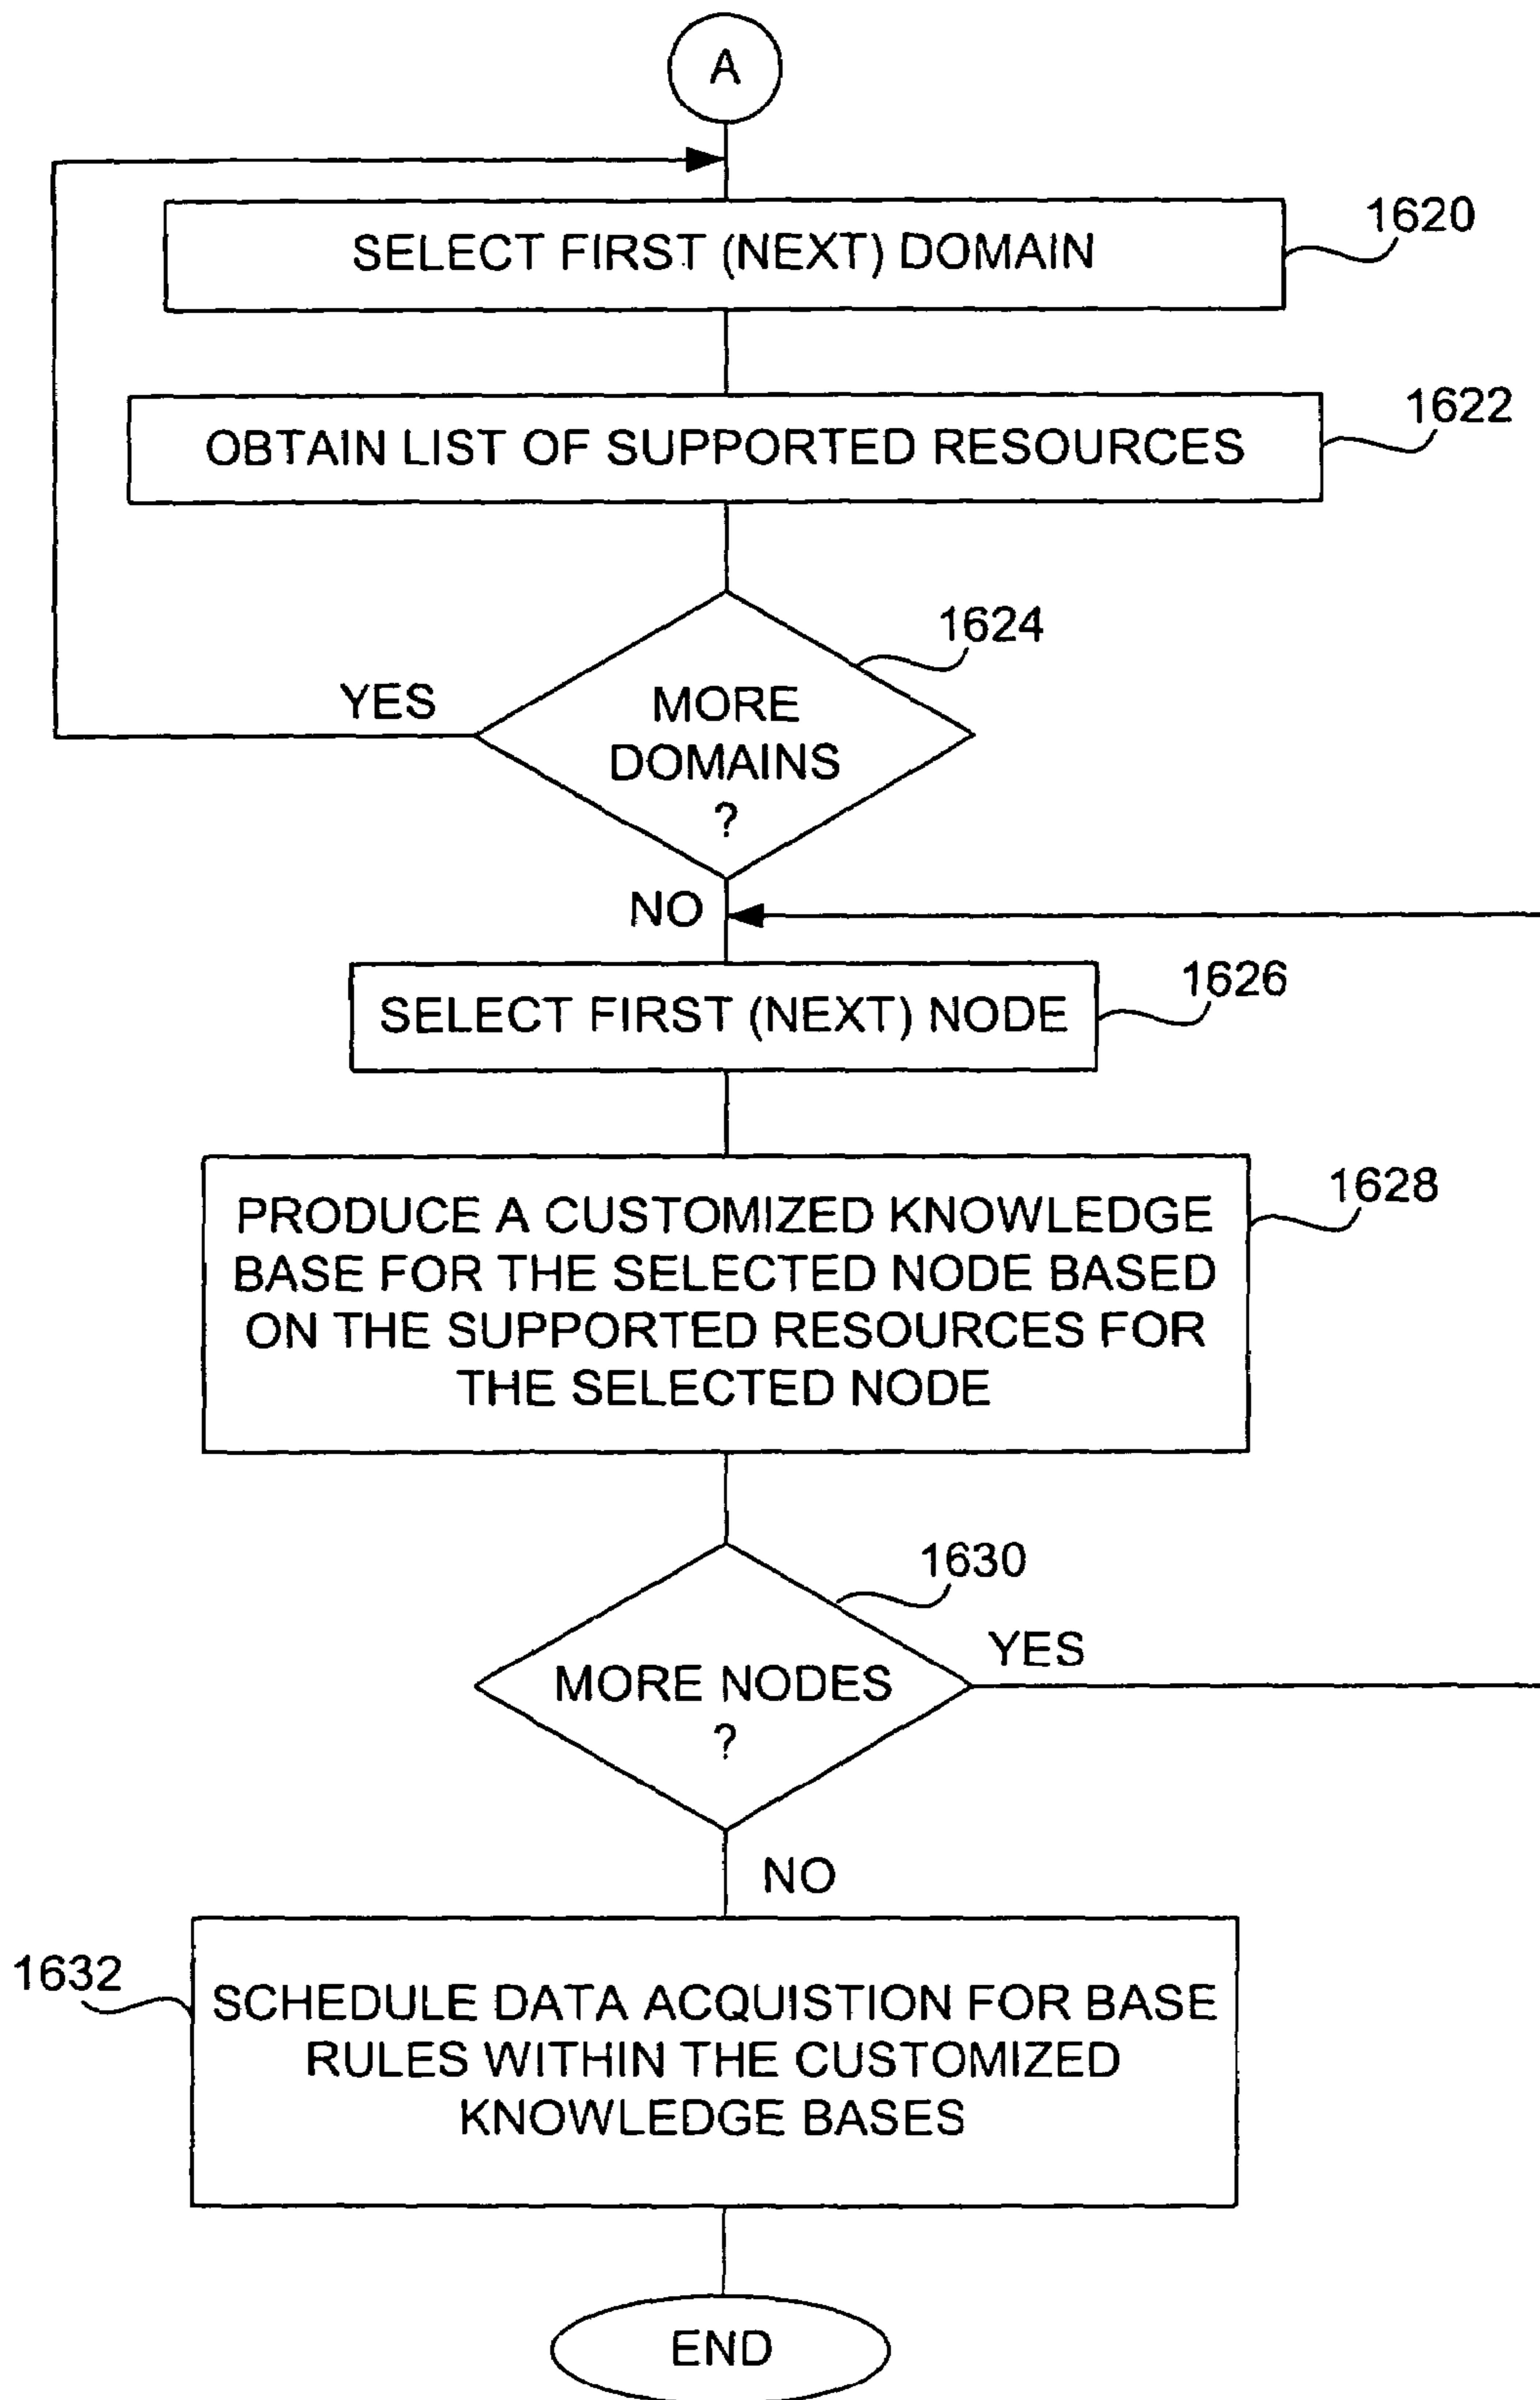 A
SELECT FIRST (NEXT) DOMAIN
1620
OBTAIN LIST OF SUPPORTED RESOURCES
1622
1624
YES
MORE
DOMAINS
?
NO
SELECT FIRST (NEXT) NODE
1626
PRODUCE A CUSTOMIZED KNOWLEDGE
BASE FOR THE SELECTED NODE BASED
ON THE SUPPORTED RESOURCES FOR
THE SELECTED NODE
1628
1630
YES
MORE NODES
?
NO
1632
SCHEDULE DATA ACQUISTION FOR BASE
RULES WITHIN THE CUSTOMIZED
KNOWLEDGE BASES
END